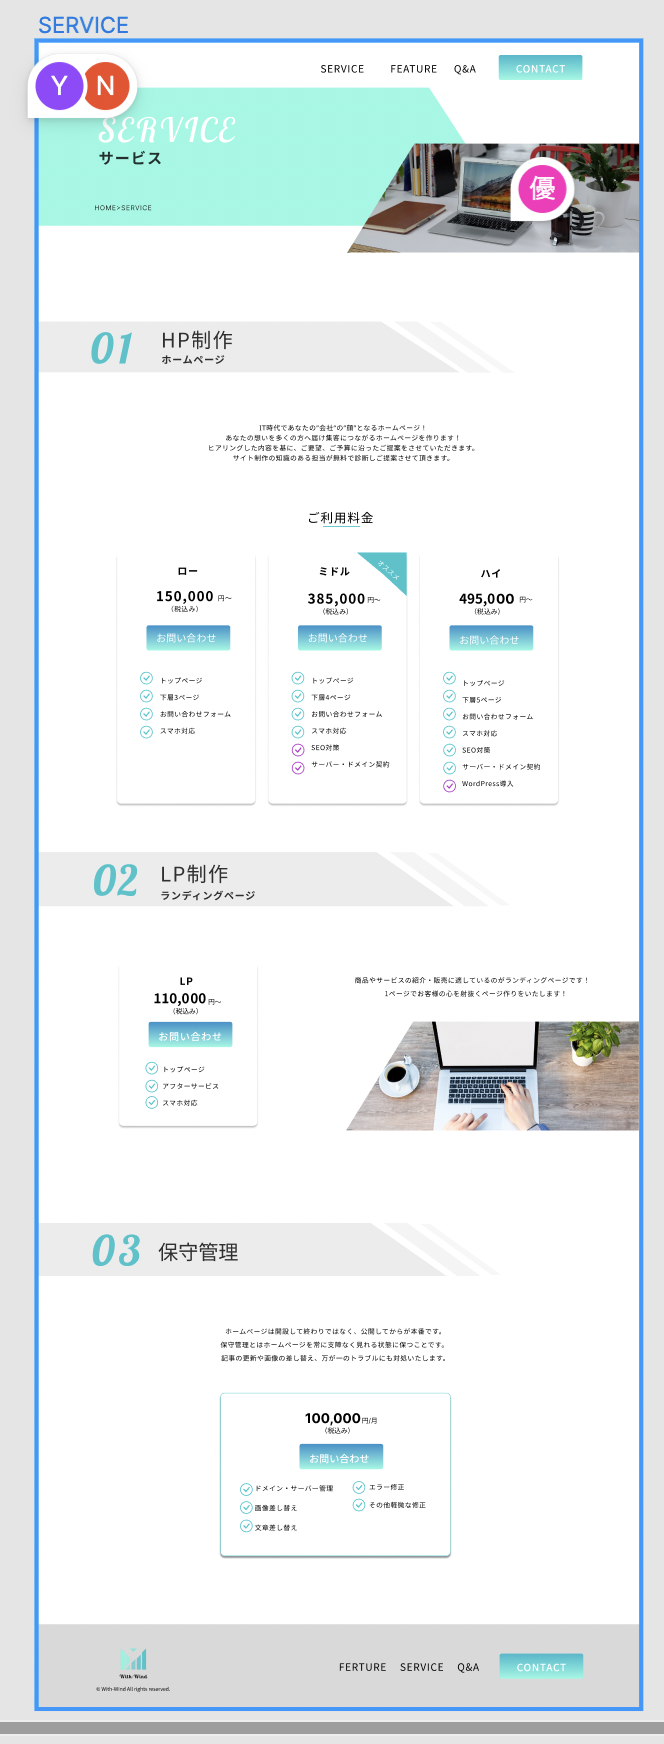 SERVICE
Y N
SERVICE FEATURE Q&A CONTACT
SERVICE
サービス
優
HOME>SERVICE
01 HP制作
ホームページ
IT時代であなたの"会社"の"顔"となるホームページ！
あなたの想いを多くの方へ届け集客につながるホームページを作ります！
ヒアリングした内容を基に、ご要望、ご予算に沿ったご提案をさせていただきます。
サイト制作の知識のある担当が無料で診断しご提案させて頂きます。
ご利用料金
ロー
150,000 円〜
（税込み）
お問い合わせ
トップページ
下層3ページ
お問い合わせフォーム
スマホ対応
オススメ
ミドル
385,000 円〜
（税込み）
お問い合わせ
トップページ
下層4ページ
お問い合わせフォーム
スマホ対応
SEO対策
サーバー・ドメイン契約
ハイ
495,000 円〜
（税込み）
お問い合わせ
トップページ
下層5ページ
お問い合わせフォーム
スマホ対応
SEO対策
サーバー・ドメイン契約
WordPress導入
02 LP制作
ランディングページ
LP
110,000 円〜
（税込み）
お問い合わせ
トップページ
アフターサービス
スマホ対応
商品やサービスの紹介・販売に適しているのがランディングページです！
1ページでお客様の心を射抜くページ作りをいたします！
03 保守管理
ホームページは開設して終わりではなく、公開してからが本番です。
保守管理とはホームページを常に支障なく見れる状態に保つことです。
記事の更新や画像の差し替え、万が一のトラブルにも対処いたします。
100,000 円/月
（税込み）
お問い合わせ
ドメイン・サーバー管理
画像差し替え
文章差し替え
エラー修正
その他軽微な修正
With-Wind
© With-Wind All rights reserved.
FERTURE SERVICE Q&A CONTACT